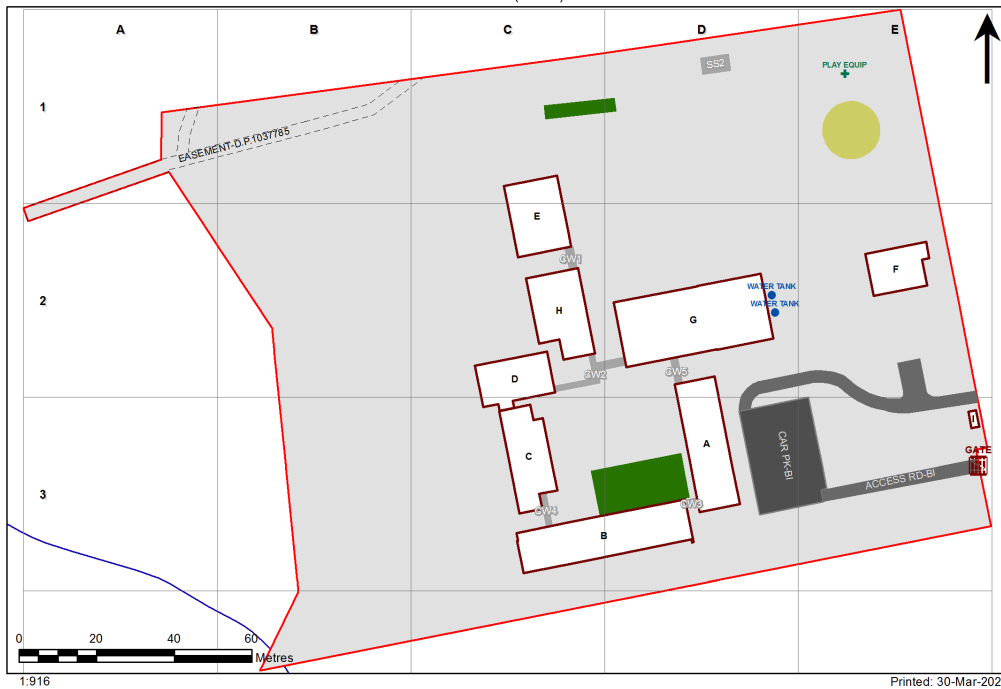 A B C D E
SS2
PLAY EQUIP
1
EASEMENT-D.P.1037785
E
CW1
F
2
WATER TANK
WATER TANK
H
G
CW2
CW5
D
I
A
CAR PK-BI
GATE
C
ACCESS RD-BI
3
CW3
CW4
B
0 20 40 60
Metres
1:916
Printed: 30-Mar-202